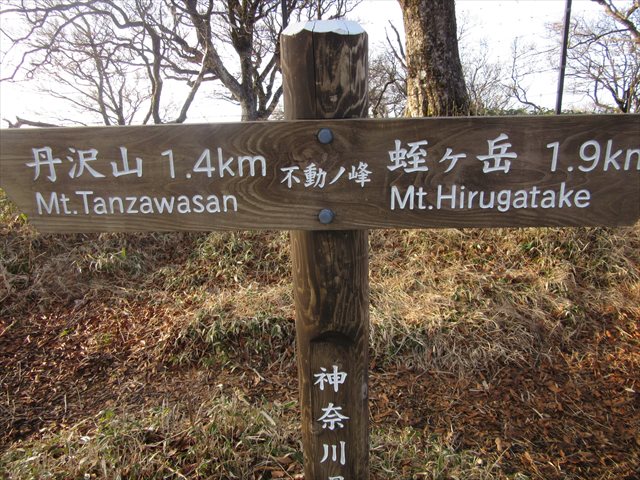 丹沢山 1.4km
Mt.Tanzawasan
不動ノ峰
蛭ヶ岳 1.9km
Mt.Hirugatake
神奈川